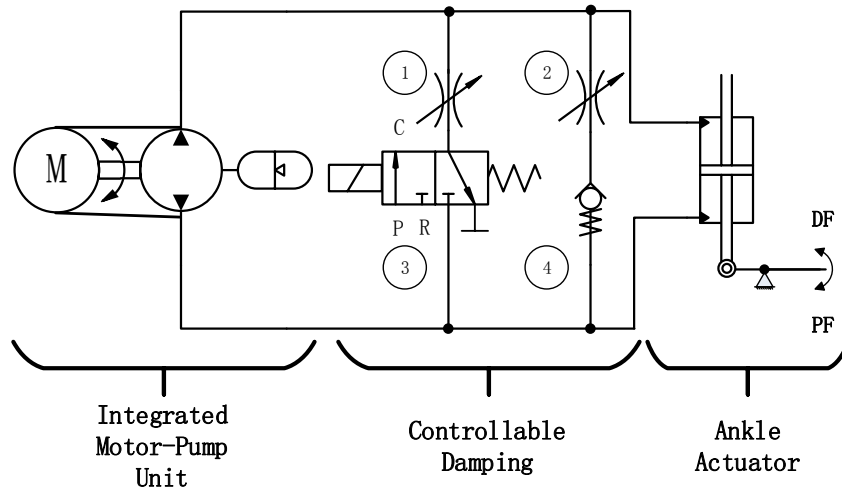 1
2
C
M
P R
3
4
DF
PF
Integrated
Motor-Pump
Unit
Controllable
Damping
Ankle
Actuator